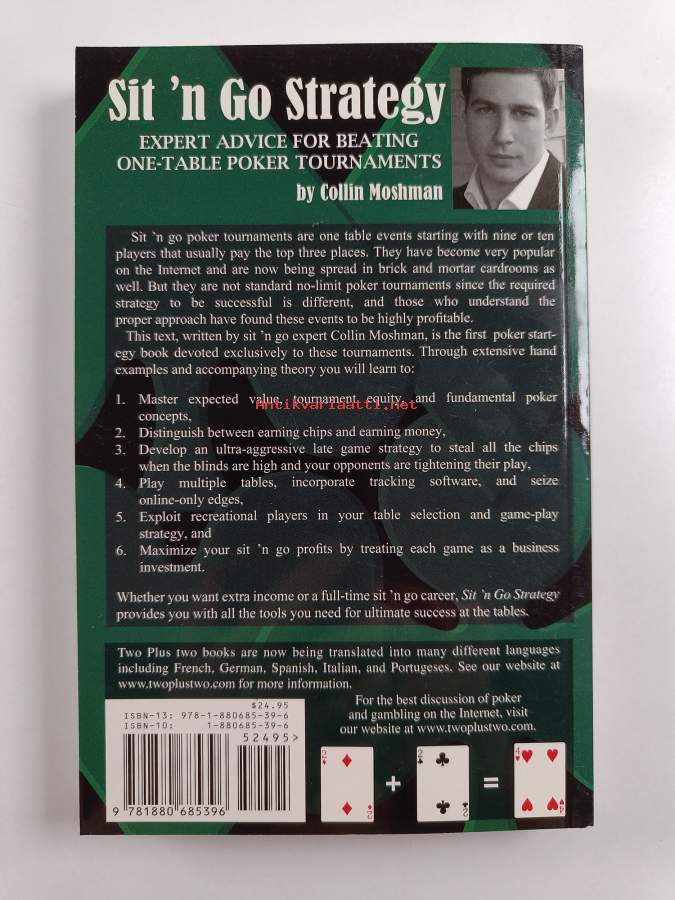 Sit ’n Go Strategy
EXPERT ADVICE FOR BEATING
ONE-TABLE POKER TOURNAMENTS
by Collin Moshman
Sit ’n go poker tournaments are one table events starting with nine or ten
players that usually pay the top three places. They have become very popular
on the Internet and are now being spread in brick and mortar cardrooms as
well. But they are not standard no-limit poker tournaments since the required
strategy to be successful is different, and those who understand the
proper approach have found these events to be highly profitable.
This text, written by sit ’n go expert Collin Moshman, is the first poker strat-
egy book devoted exclusively to these tournaments. Through extensive hand
examples and accompanying theory you will learn to:
1. Master expected value, tournament equity, and fundamental poker
concepts,
Antikvariaatti.net
2. Distinguish between earning chips and earning money,
3. Develop an ultra-aggressive late game strategy to steal all the chips
when the blinds are high and your opponents are tightening their play,
4. Play multiple tables, incorporate tracking software, and seize
online-only edges,
5. Exploit recreational players in your table selection and game-play
strategy, and
6. Maximize your sit ’n go profits by treating each game as a business
investment.
Whether you want extra income or a full-time sit ’n go career, Sit ’n Go Strategy
provides you with all the tools you need for ultimate success at the tables.
Two Plus two books are now being translated into many different languages
including French, German, Spanish, Italian, and Portugeses. See our website at
www.twoplustwo.com for more information.
$24.95
ISBN-13: 978-1-880685-39-6
ISBN-10: 1-880685-39-6
52495>
9 781880 685396
For the best discussion of poker
and gambling on the Internet, visit
our website at www.twoplustwo.com.
2 + 2 = 4
2 2 4